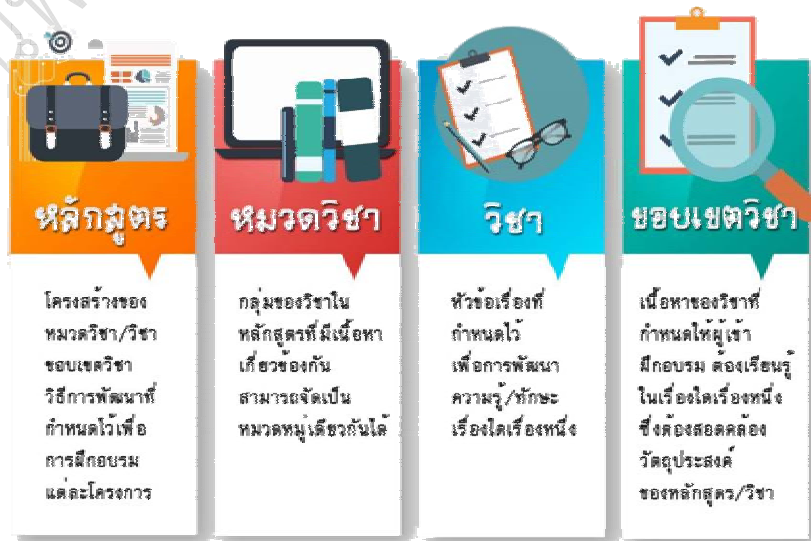 หลักสูตร
โครงสร้างของ
หมวดวิชา/วิชา
ขอบเขตวิชา
วิธีการพัฒนาที่
กำหนดไว้เพื่อ
การฝึกอบรม
แต่ละโครงการ
หมวดวิชา
กลุ่มของวิชาใน
หลักสูตรที่มีเนื้อหา
เกี่ยวข้องกัน
สามารถจัดเป็น
หมวดหมู่เดียวกันได้
วิชา
หัวข้อเรื่องที่
กำหนดไว้
เพื่อการพัฒนา
ความรู้/ทักษะ
เรื่องใดเรื่องหนึ่ง
ขอบเขตวิชา
เนื้อหาของวิชาที่
กำหนดให้ผู้เข้า
ฝึกอบรม ต้องเรียนรู้
ในเรื่องใดเรื่องหนึ่ง
ซึ่งต้องสอดคล้อง
วัตถุประสงค์
ของหลักสูตร/วิชา